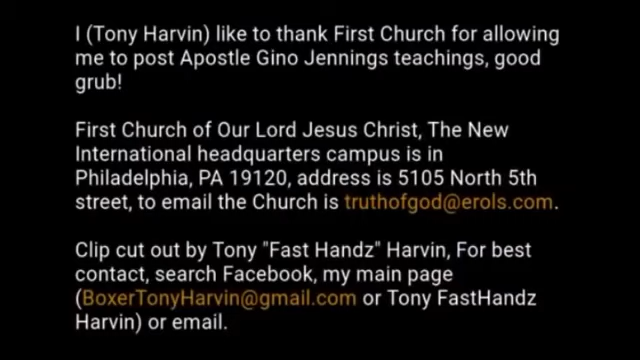 I (Tony Harvin) like to thank First Church for allowing
me to post Apostle Gino Jennings teachings, good
grub!
First Church of Our Lord Jesus Christ, The New
International headquarters campus is in
Philadelphia, PA 19120, address is 5105 North 5th
street, to email the Church is truthofgod@erols.com.
Clip cut out by Tony "Fast Handz" Harvin, For best
contact, search Facebook, my main page
(BoxerTonyHarvin@gmail.com or Tony FastHandz
Harvin) or email.